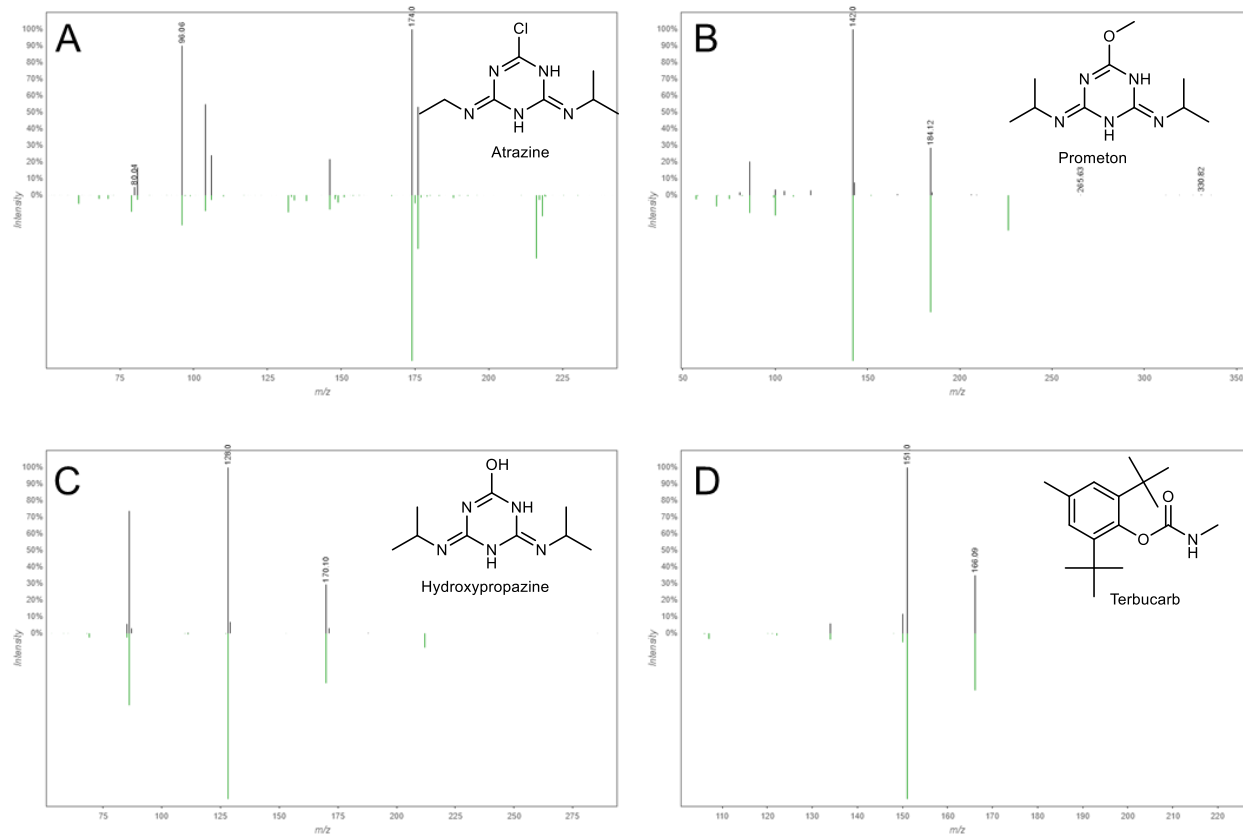 A
100%
90%
80%
70%
60%
50%
40%
30%
20%
10%
0%
Intensity
80.04
96.06
174.0
Cl
N
NH
N
N
H
N
Atrazine
75
100
125
150
175
200
225
m/z
B
100%
90%
80%
70%
60%
50%
40%
30%
20%
10%
0%
Intensity
142.0
184.12
265.63
330.82
O
N
NH
N
N
H
N
Prometon
50
100
150
200
250
300
350
m/z
C
100%
90%
80%
70%
60%
50%
40%
30%
20%
10%
0%
Intensity
128.0
170.10
OH
N
NH
N
N
H
N
Hydroxypropazine
75
100
125
150
175
200
225
250
275
m/z
D
100%
90%
80%
70%
60%
50%
40%
30%
20%
10%
0%
Intensity
151.0
166.09
O
O
N
H
Terbucarb
110
120
130
140
150
160
170
180
190
200
210
220
m/z